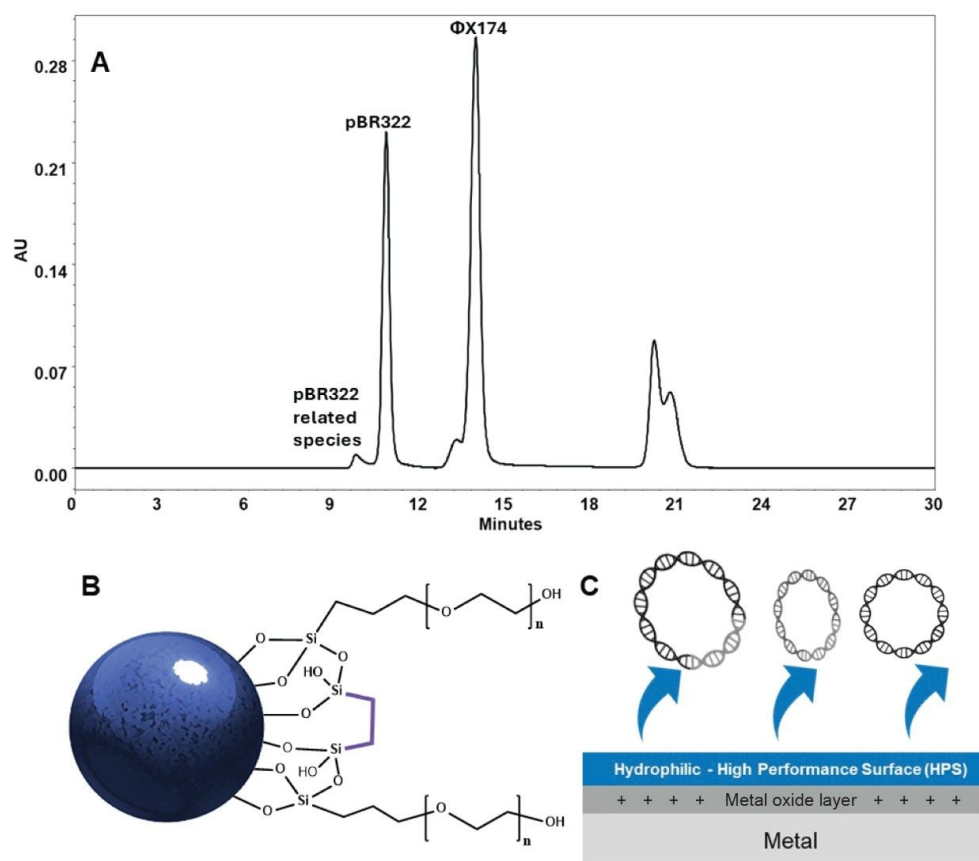 A
ΦX174
pBR322
pBR322
related
species
AU
0.28
0.21
0.14
0.07
0.00
0 3 6 9 12 15 18 21 24 27 30
Minutes
B
O
Si
O
O
HO
Si
O
O
Si
HO
O
O
Si
O
O
n
OH
O
n
OH
C
Hydrophilic - High Performance Surface (HPS)
+ + + + Metal oxide layer + + + +
Metal